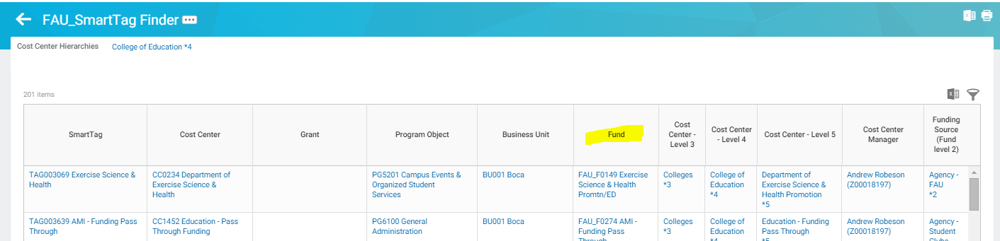 FAU_SmartTag Finder
Cost Center Hierarchies College of Education *4
201 items
SmartTag
Cost Center
Grant
Program Object
Business Unit
Fund
Cost
Center -
Level 3
Cost Center
- Level 4
Cost Center - Level 5
Cost Center
Manager
Funding
Source
(Fund
level 2)
TAG003069 Exercise Science &
Health
CC0234 Department of
Exercise Science &
Health
PG5201 Campus Events &
Organized Student
Services
BU001 Boca
FAU_F0149 Exercise
Science & Health
Promtn/ED
Colleges
*3
College of
Education
*4
Department of
Exercise Science &
Health Promotion
*5
Andrew Robeson
(Z00018197)
Agency -
FAU
*2
TAG003639 AMI - Funding Pass
Through
CC1452 Education - Pass
Through Funding
PG6100 General
Administration
BU001 Boca
FAU_F0274 AMI -
Funding Pass
Through
Colleges
*3
College of
Education
*4
Education - Funding
Pass Through
*5
Andrew Robeson
(Z00018197)
Agency -
Student
Clubs